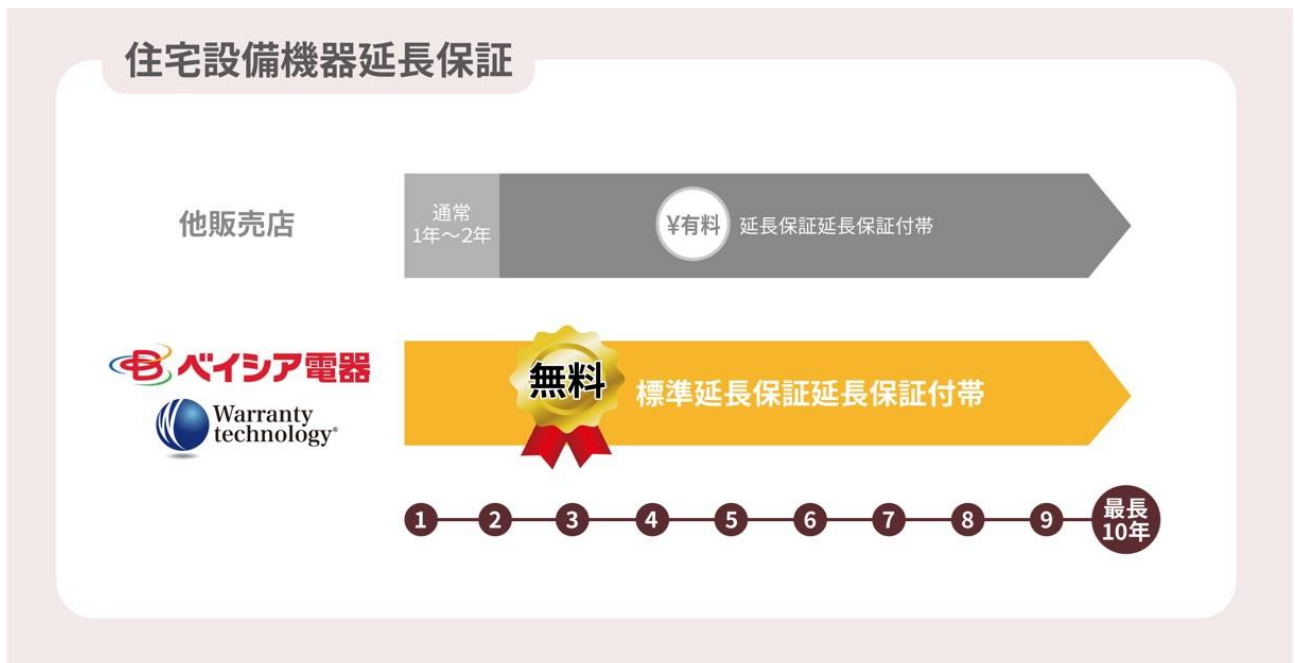 住宅設備機器延長保証
他販売店
通常
1年～2年
¥有料
延長保証延長保証付帯
ベイシア電器
Warranty
technology®
無料
標準延長保証延長保証付帯
1
2
3
4
5
6
7
8
9
最長
10年